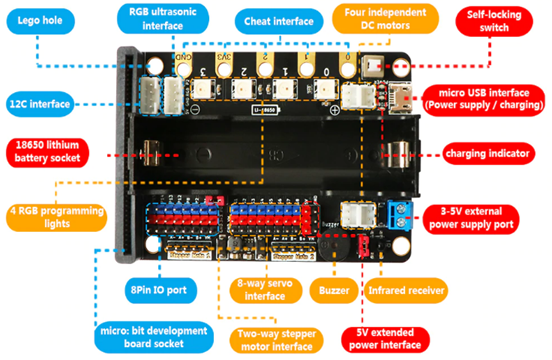 Lego hole
RGB ultrasonic
interface
Cheat interface
Four independent
DC motors
Self-locking
switch
GND
3V3
2
1
0
3
2
1
0
12C interface
micro USB interface
(Power supply / charging)
Li-18650
18650 lithium
battery socket
charging indicator
4 RGB programming
lights
3-5V external
power supply port
Buzzer
Stepper Moto 1
Stepper Moto 2
8Pin IO port
8-way servo
interface
Buzzer
Infrared receiver
micro: bit development
board socket
Two-way stepper
motor interface
5V extended
power interface